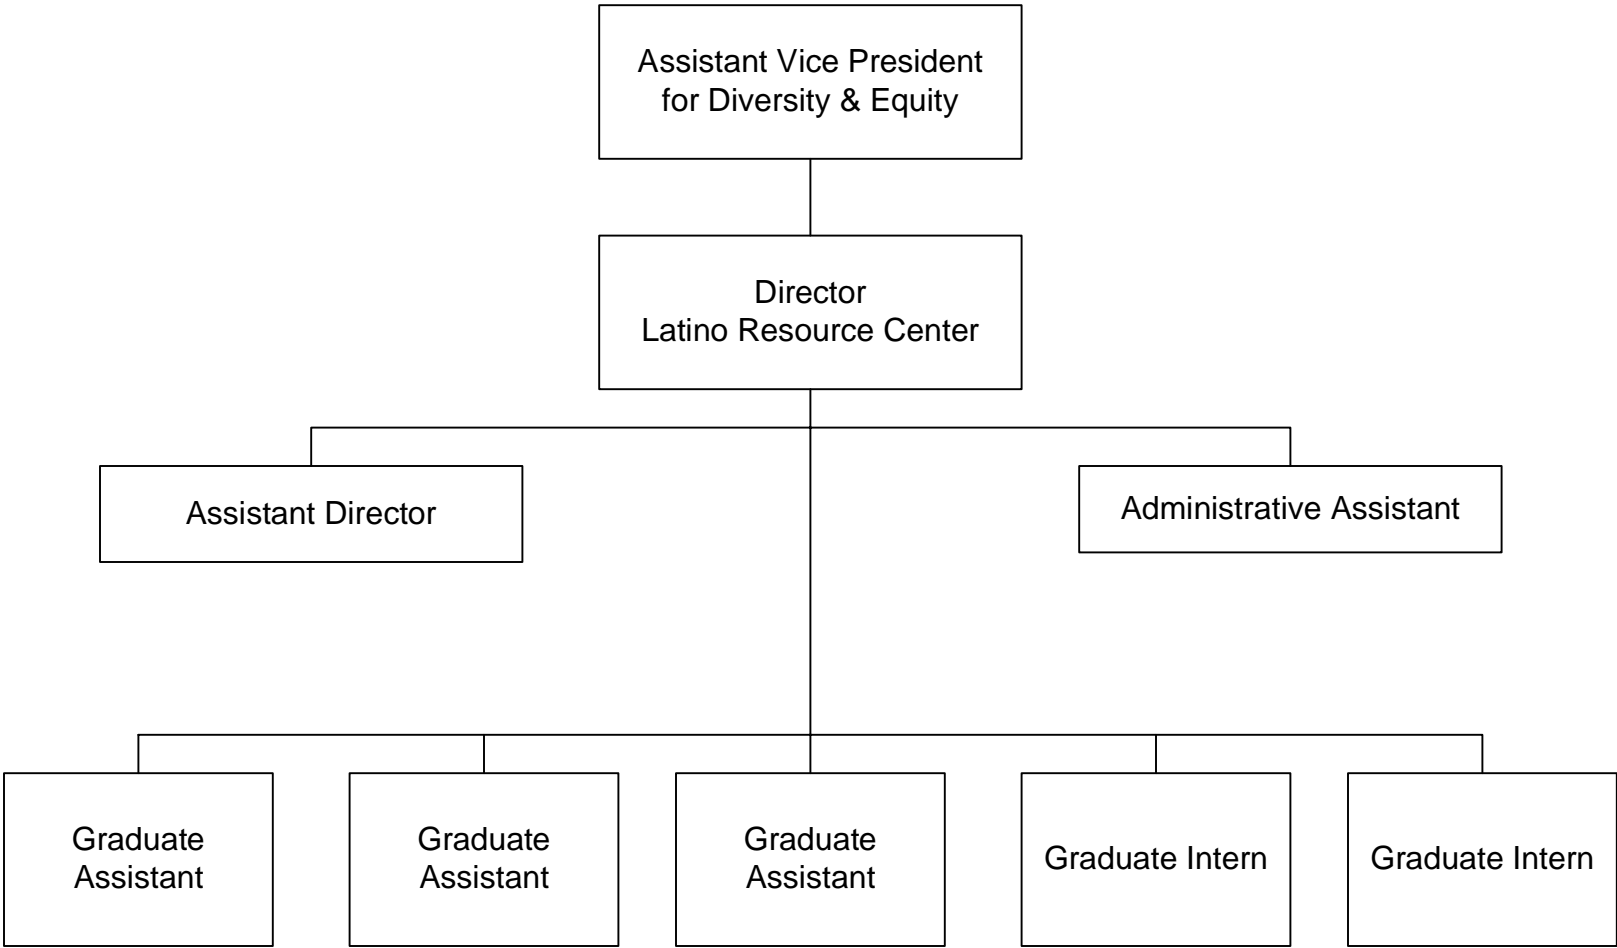 Assistant Vice President
for Diversity & Equity
Director
Latino Resource Center
Assistant Director
Administrative Assistant
Graduate
Assistant
Graduate
Assistant
Graduate
Assistant
Graduate Intern
Graduate Intern